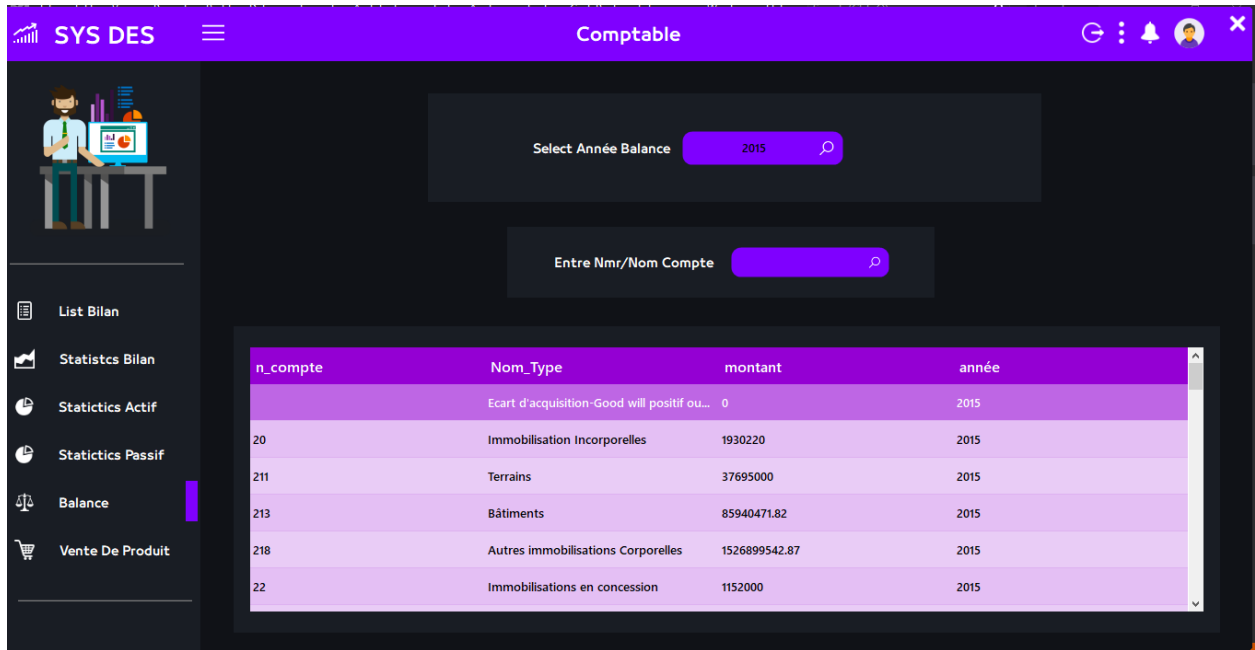 SYS DES
Comptable
Select Année Balance 2015
Entre Nmr/Nom Compte
List Bilan
Statistcs Bilan
Statictics Actif
Statictics Passif
Balance
Vente De Produit
n_compte Nom_Type montant année
Ecart d'acquisition-Good will positif ou... 0 2015
20 Immobilisation Incorporelles 1930220 2015
211 Terrains 37695000 2015
213 Bâtiments 85940471.82 2015
218 Autres immobilisations Corporelles 1526899542.87 2015
22 Immobilisations en concession 1152000 2015